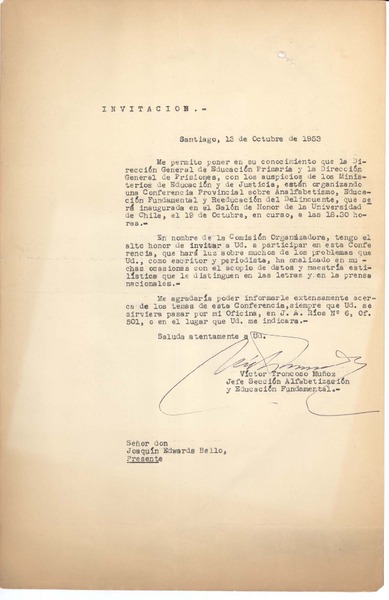 INVITACION.-
Santiago, 13 de Octubre de 1953
Me permito poner en su conocimiento que la Di-
rección General de Educación Primaria y la Dirección
General de Prisiones, con los auspicios de los Minis-
terios de Educación y de Justicia, están organizando
una Conferencia Provincial sobre Analfabetismo, Educa-
ción Fundamental y Reeducación del Delincuente, que se
rá inaugurada en el Salón de Honor de la Universidad
de Chile, el 19 de Octubre, en curso, a las 18.30 ho-
ras.-
En nombre de la Comisión Organizadora, tengo el
alto honor de invitar a Ud. a participar en esta Confe
rencia, que hará luz sobre muchos de los problemas que
Ud., como escritor y periodista, ha analizado en mu-
chas ocasiones con el acopio de datos y maestría esti-
lística que le distinguen en las letras y en la prensa
nacionales.-
Me agradaría poder informarle extensamente acer-
ca de los temas de esta Conferencia,siempre que Ud. se
sirviera pasar por mi Oficina, en J. A. Ríos Nº 6, Of.
501, o en el lugar que Ud. me indicara.-
Saluda atentamente a Ud.
Víctor Troncoso Muñoz
Jefe Sección Alfabetización
y Educación Fundamental.-
Señor don
Joaquín Edwards Bello,
Presente